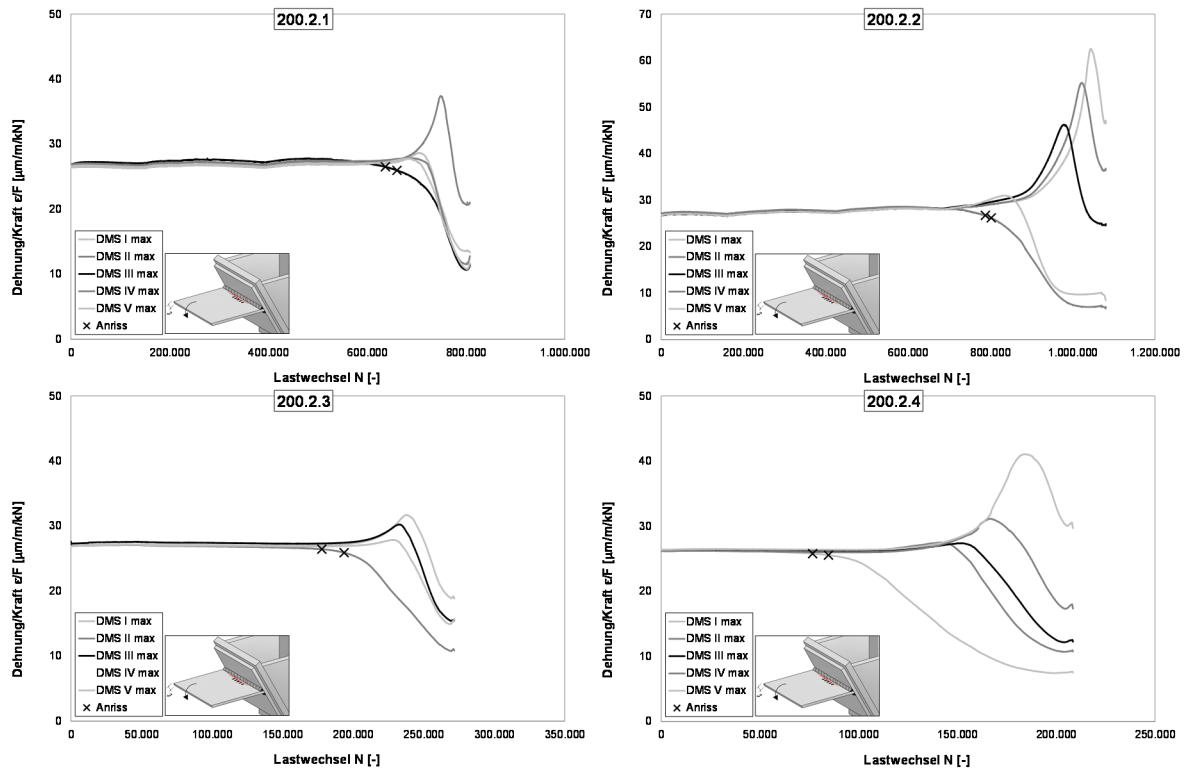 200.2.1
Dehnung/Kraft ε/F [µm/m/kN]
50
40
30
20
10
0
DMS I max
DMS II max
DMS III max
DMS IV max
DMS V max
Anriss
0 200.000 400.000 600.000 800.000 1.000.000
Lastwechsel N [-]
200.2.2
Dehnung/Kraft ε/F [µm/m/kN]
70
60
50
40
30
20
10
0
DMS I max
DMS II max
DMS III max
DMS IV max
DMS V max
Anriss
0 200.000 400.000 600.000 800.000 1.000.000 1.200.000
Lastwechsel N [-]
200.2.3
Dehnung/Kraft ε/F [µm/m/kN]
50
40
30
20
10
0
DMS I max
DMS II max
DMS III max
DMS IV max
DMS V max
Anriss
0 50.000 100.000 150.000 200.000 250.000 300.000 350.000
Lastwechsel N [-]
200.2.4
Dehnung/Kraft ε/F [µm/m/kN]
50
40
30
20
10
0
DMS I max
DMS II max
DMS III max
DMS IV max
DMS V max
Anriss
0 50.000 100.000 150.000 200.000 250.000
Lastwechsel N [-]